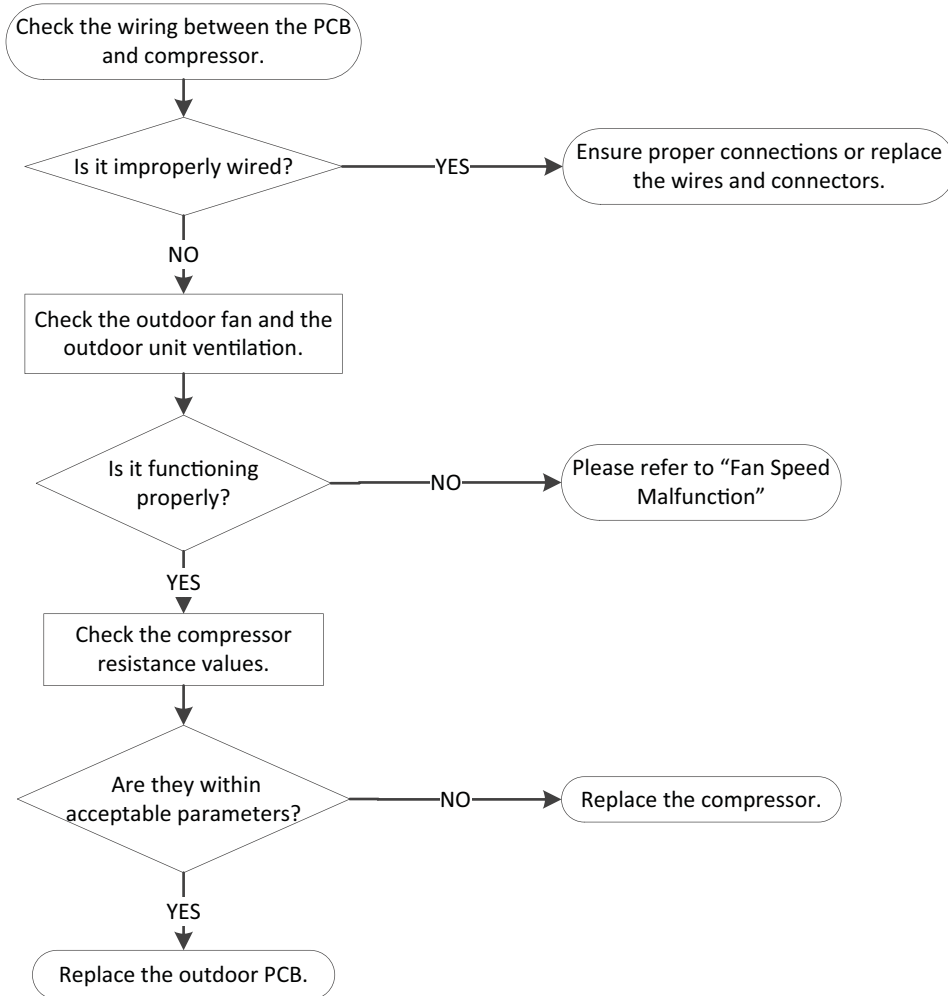 Check the wiring between the PCB
and compressor.
Is it improperly wired?
YES
Ensure proper connections or replace
the wires and connectors.
NO
Check the outdoor fan and the
outdoor unit ventilation.
Is it functioning
properly?
NO
Please refer to “Fan Speed
Malfunction”
YES
Check the compressor
resistance values.
Are they within
acceptable parameters?
NO
Replace the compressor.
YES
Replace the outdoor PCB.